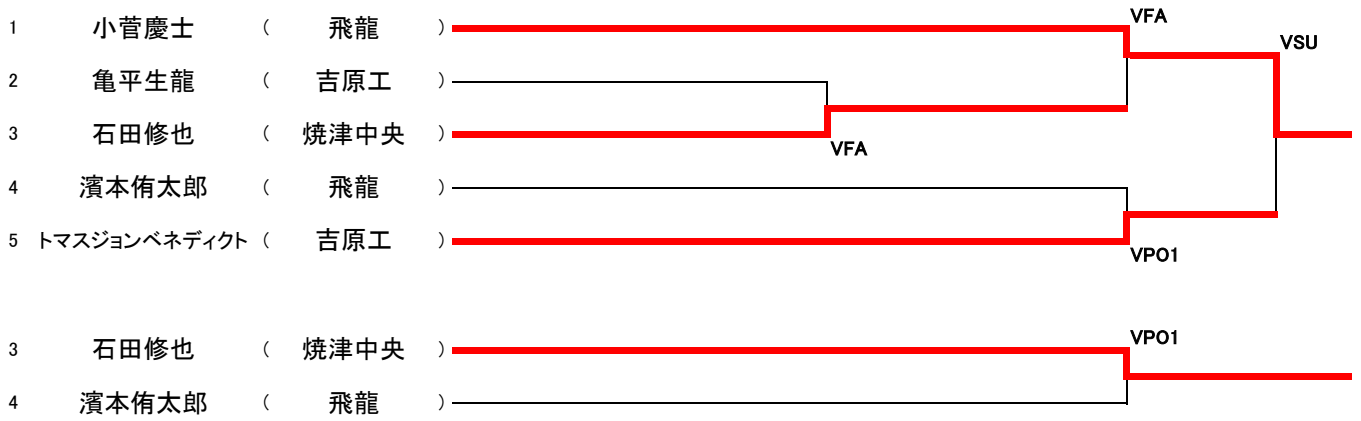 VFA
1 小菅慶士 ( 飛龍 )
VSU
2 亀平生龍 ( 吉原工 )
3 石田修也 ( 焼津中央 )
VFA
4 濱本侑太郎 ( 飛龍 )
5 トマスジョンベネディクト ( 吉原工 )
VPO1
VPO1
3 石田修也 ( 焼津中央 )
4 濱本侑太郎 ( 飛龍 )